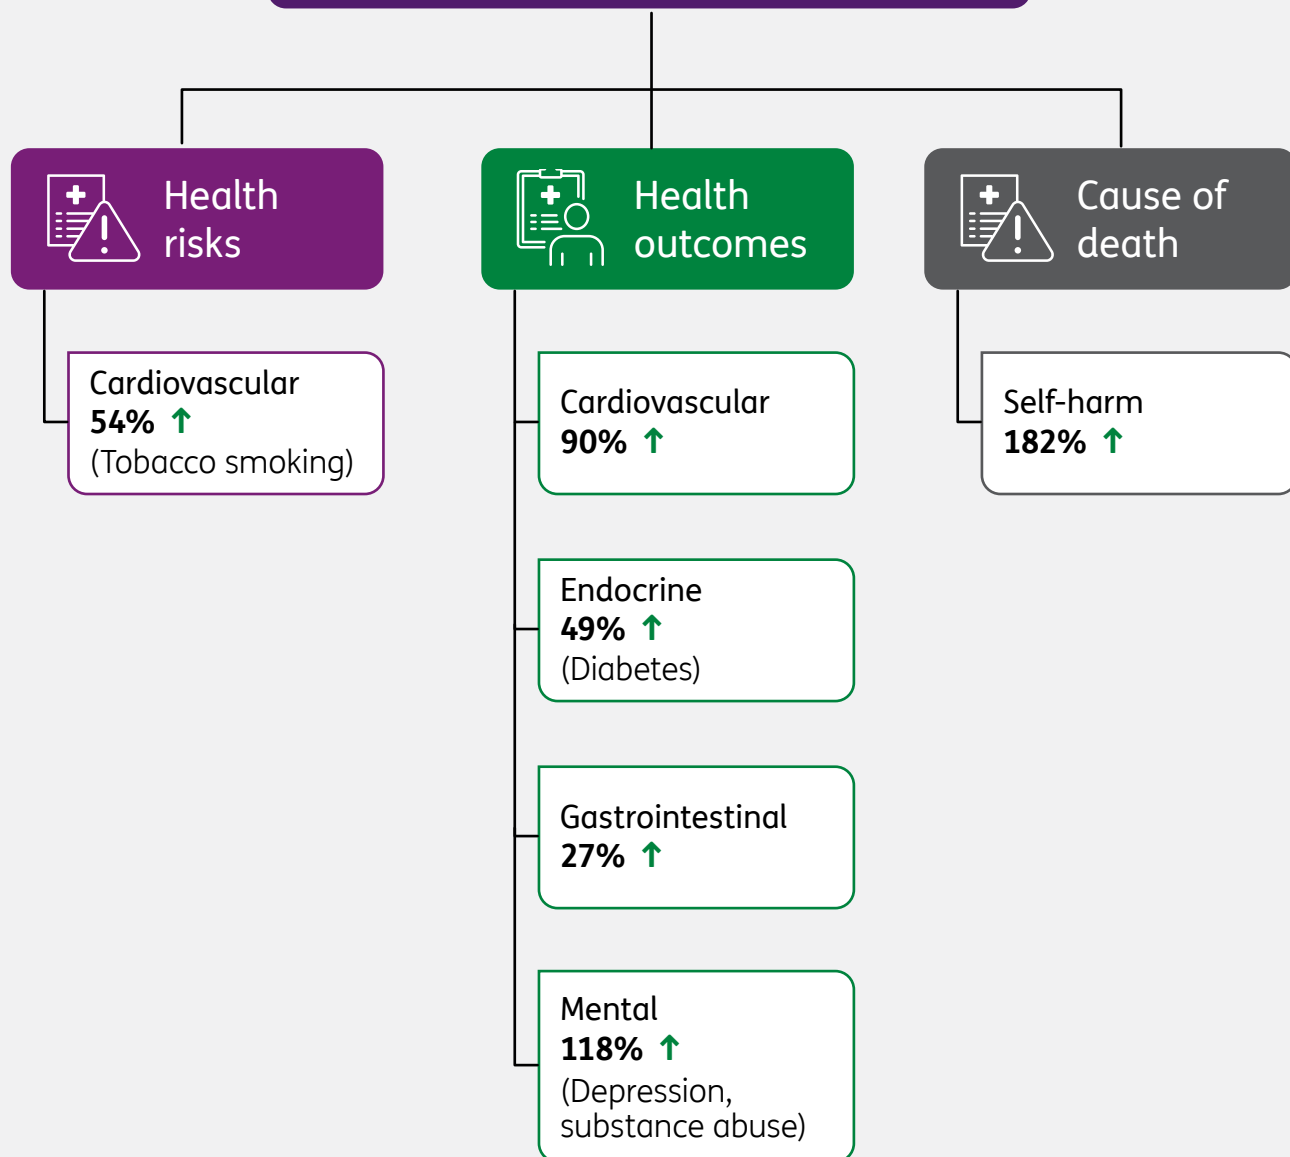 Health
risks
Cardiovascular
54% ↑
(Tobacco smoking)
Health
outcomes
Cardiovascular
90% ↑
Endocrine
49% ↑
(Diabetes)
Gastrointestinal
27% ↑
Mental
118% ↑
(Depression,
substance abuse)
Cause of
death
Self-harm
182% ↑